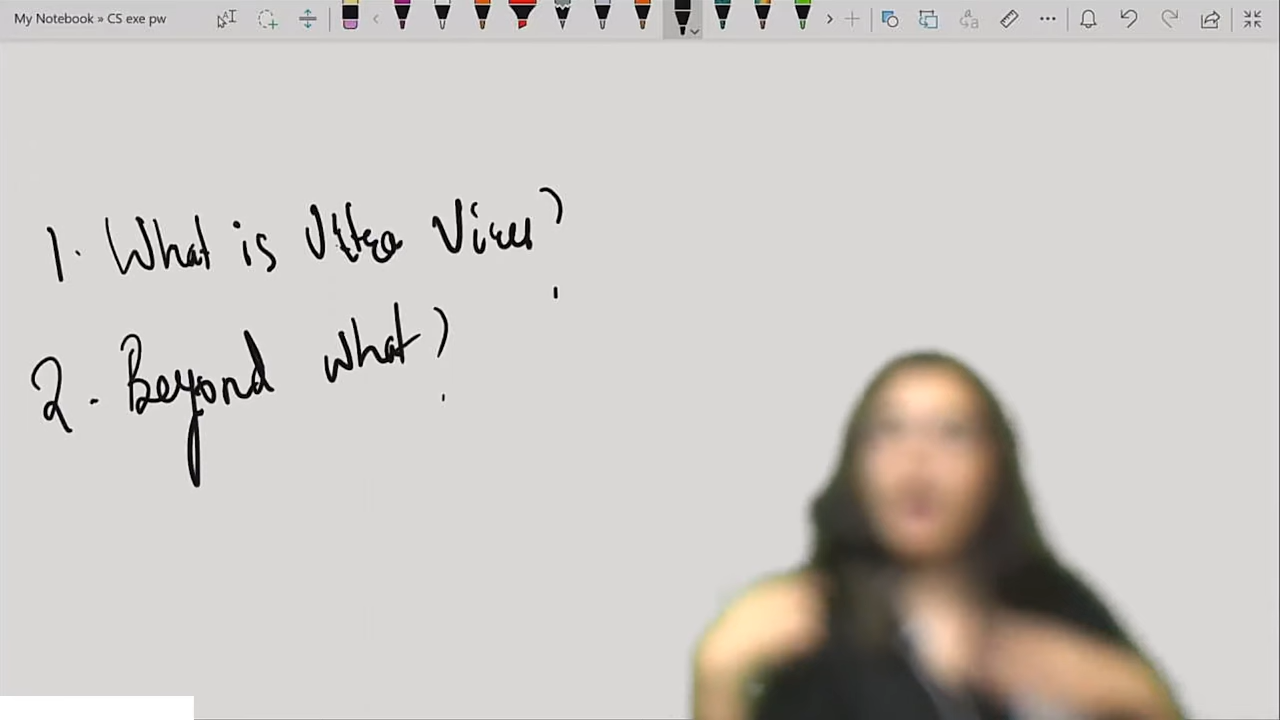 My Notebook » CS exe pw
1. What is Ultra Vires?
2. Beyond what?